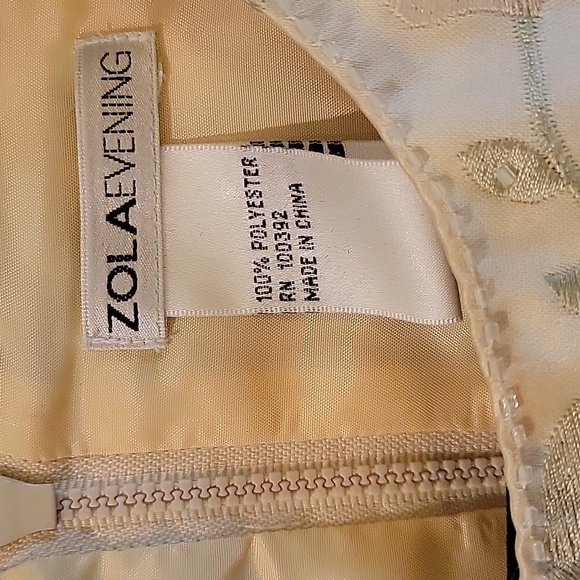 ZOLAEVENING
100% POLYESTER
RN 100392
MADE IN CHINA